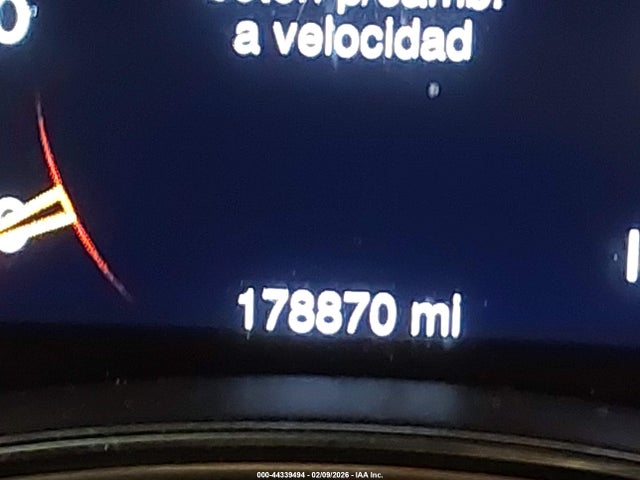 a velocidad
178870 mi
000-44339494 - 02/09/2026 - IAA Inc.